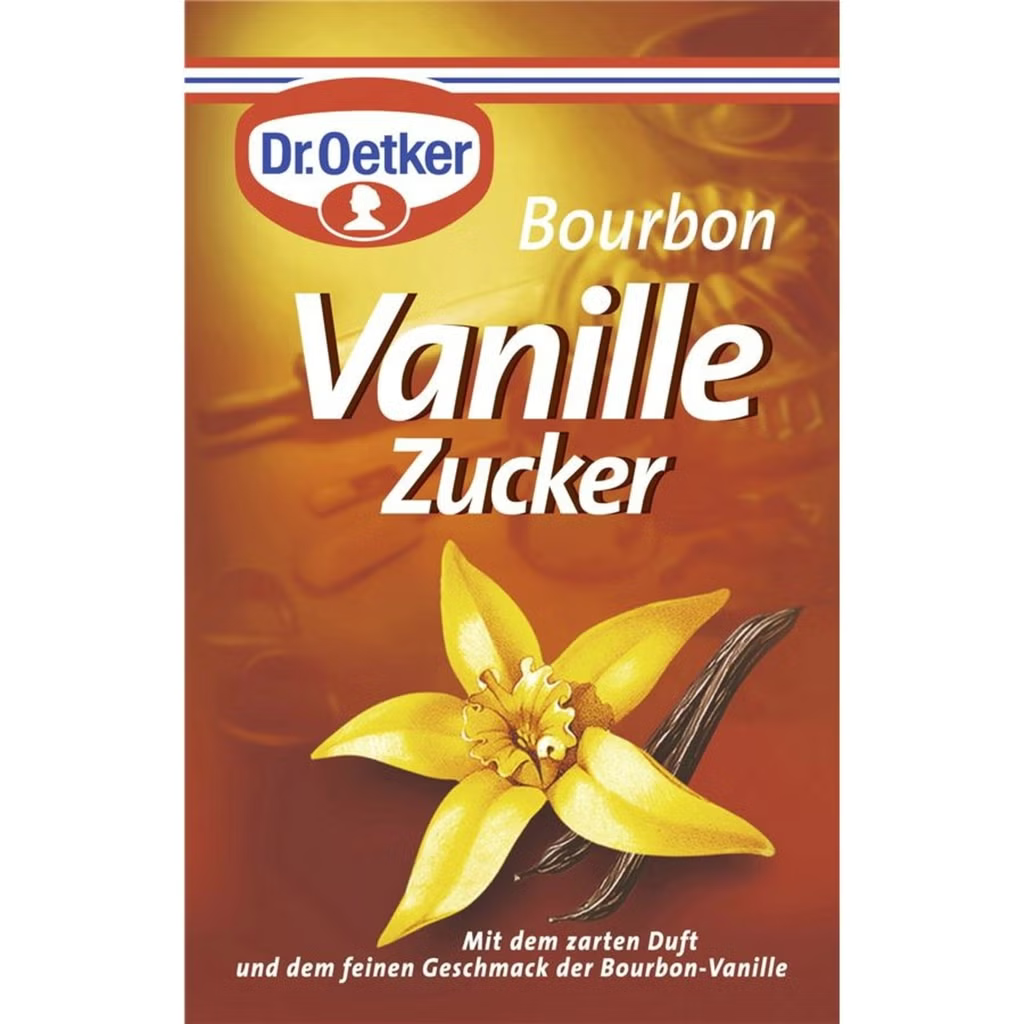 Dr.Oetker
Bourbon
Vanille
Zucker
Mit dem zarten Duft
und dem feinen Geschmack der Bourbon-Vanille